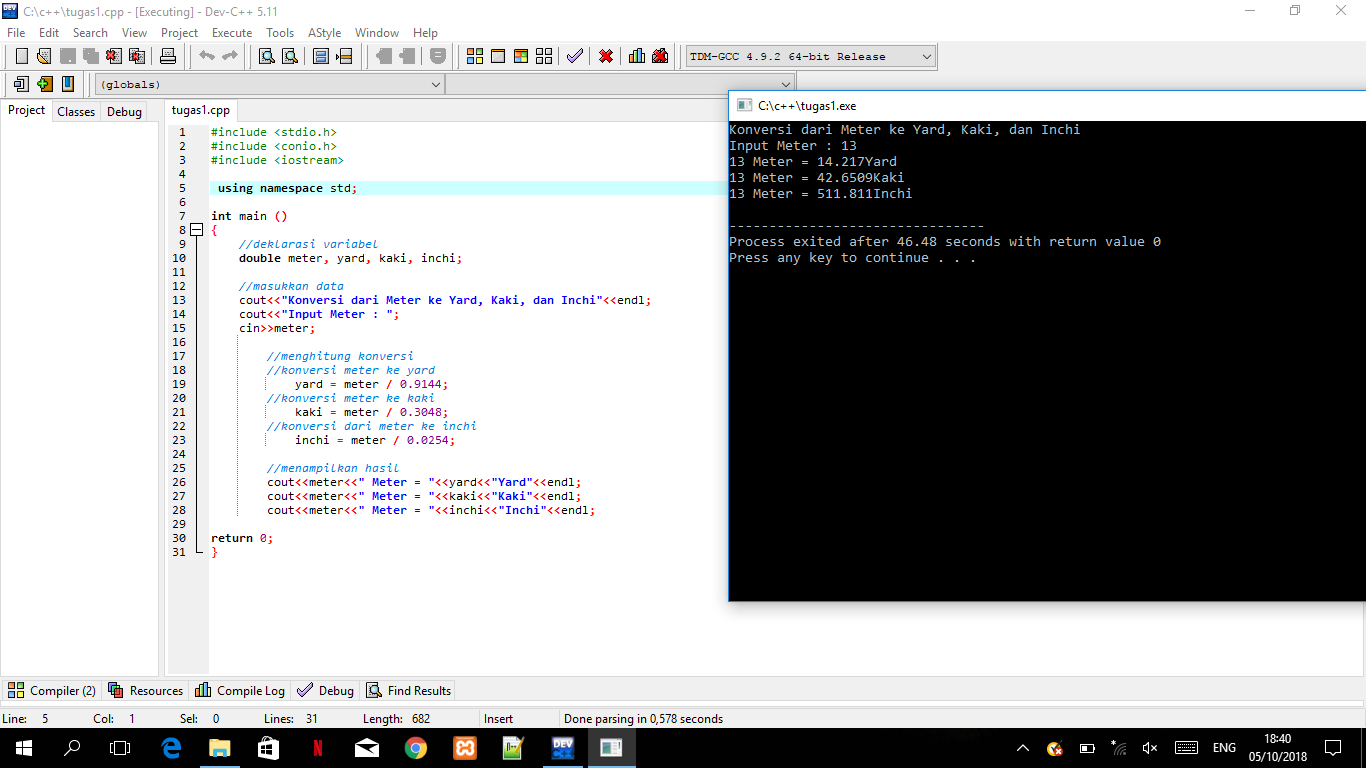 C:\c++\tugas1.cpp - [Executing] - Dev-C++ 5.11
File Edit Search View Project Execute Tools AStyle Window Help
TDM-GCC 4.9.2 64-bit Release
(globals)
Project Classes Debug
tugas1.cpp
1 #include <stdio.h>
2 #include <conio.h>
3 #include <iostream>
4
5 using namespace std;
6
7 int main ()
8 {
9 //deklarasi variabel
10 double meter, yard, kaki, inchi;
11
12 //masukkan data
13 cout<<"Konversi dari Meter ke Yard, Kaki, dan Inchi"<<endl;
14 cout<<"Input Meter : ";
15 cin>>meter;
16
17 //menghitung konversi
18 //konversi meter ke yard
19 yard = meter / 0.9144;
20 //konversi meter ke kaki
21 kaki = meter / 0.3048;
22 //konversi dari meter ke inchi
23 inchi = meter / 0.0254;
24
25 //menampilkan hasil
26 cout<<meter<<" Meter = "<<yard<<"Yard"<<endl;
27 cout<<meter<<" Meter = "<<kaki<<"Kaki"<<endl;
28 cout<<meter<<" Meter = "<<inchi<<"Inchi"<<endl;
29
30 return 0;
31 }
C:\c++\tugas1.exe
Konversi dari Meter ke Yard, Kaki, dan Inchi
Input Meter : 13
13 Meter = 14.217Yard
13 Meter = 42.6509Kaki
13 Meter = 511.811Inchi
--------------------------------
Process exited after 46.48 seconds with return value 0
Press any key to continue . . .
Compiler (2) Resources Compile Log Debug Find Results
Line: 5 Col: 1 Sel: 0 Lines: 31 Length: 682 Insert Done parsing in 0,578 seconds
DEV
ENG
18:40
05/10/2018